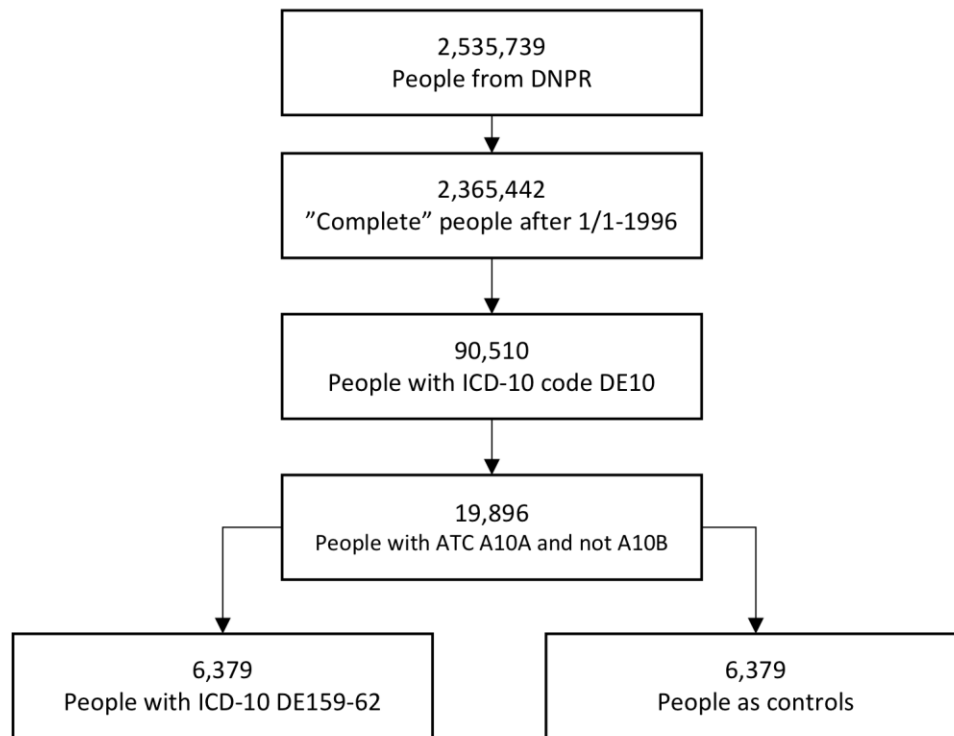 2,535,739
People from DNPR
2,365,442
”Complete” people after 1/1-1996
90,510
People with ICD-10 code DE10
19,896
People with ATC A10A and not A10B
6,379
People with ICD-10 DE159-62
6,379
People as controls